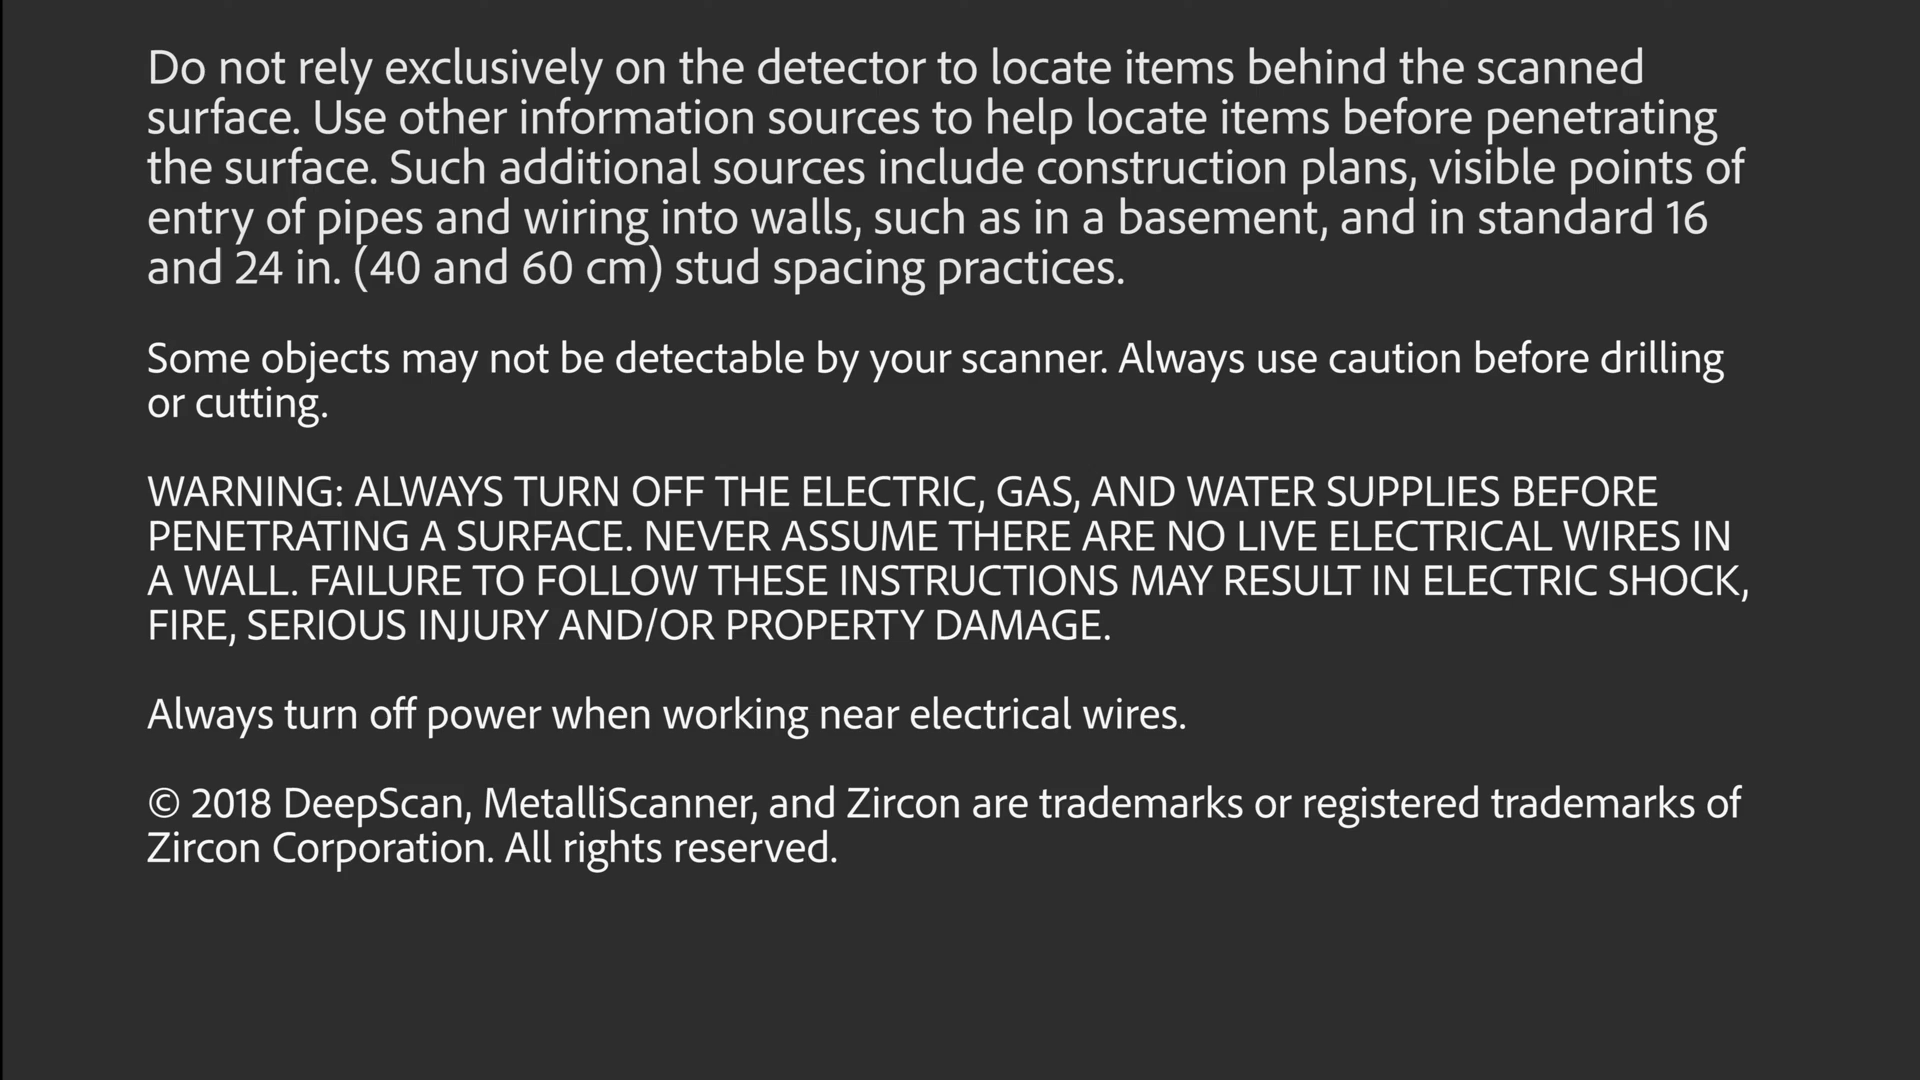 Do not rely exclusively on the detector to locate items behind the scanned
surface. Use other information sources to help locate items before penetrating
the surface. Such additional sources include construction plans, visible points of
entry of pipes and wiring into walls, such as in a basement, and in standard 16
and 24 in. (40 and 60 cm) stud spacing practices.
Some objects may not be detectable by your scanner. Always use caution before drilling
or cutting.
WARNING: ALWAYS TURN OFF THE ELECTRIC, GAS, AND WATER SUPPLIES BEFORE
PENETRATING A SURFACE. NEVER ASSUME THERE ARE NO LIVE ELECTRICAL WIRES IN
A WALL. FAILURE TO FOLLOW THESE INSTRUCTIONS MAY RESULT IN ELECTRIC SHOCK,
FIRE, SERIOUS INJURY AND/OR PROPERTY DAMAGE.
Always turn off power when working near electrical wires.
© 2018 DeepScan, MetalliScanner, and Zircon are trademarks or registered trademarks of
Zircon Corporation. All rights reserved.